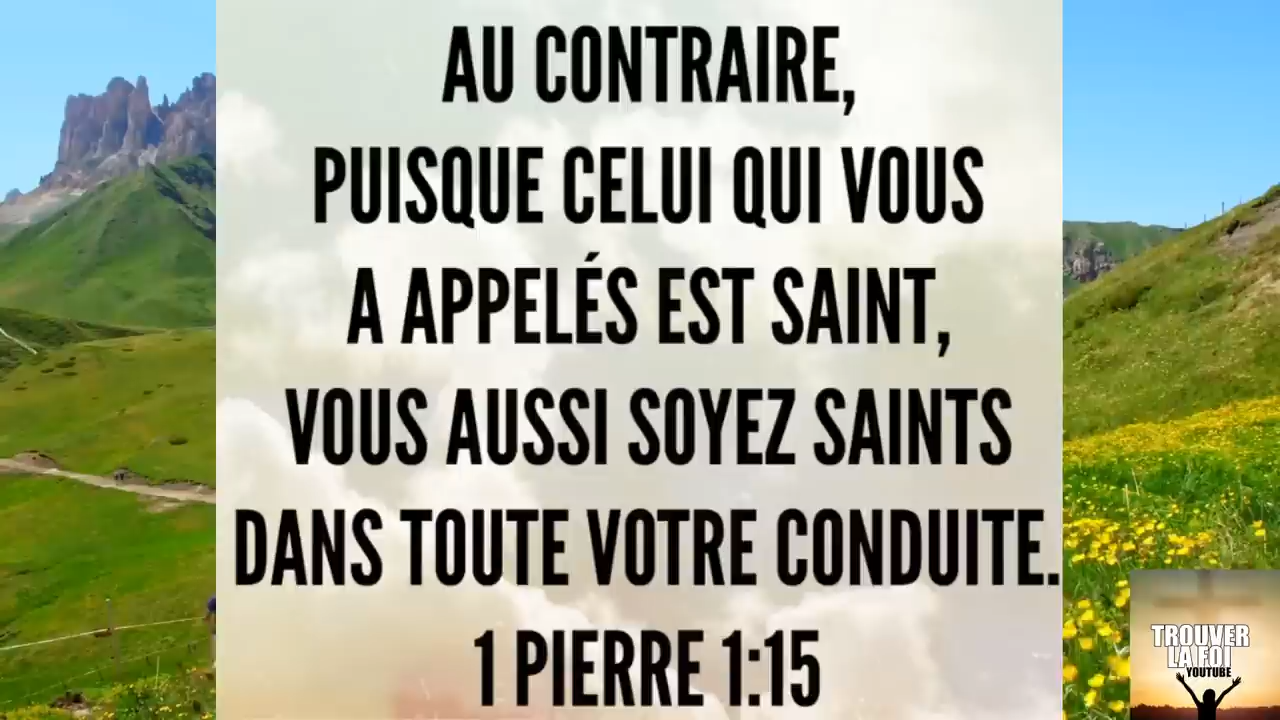 AU CONTRAIRE,
PUISQUE CELUI QUI VOUS
A APPELÉS EST SAINT,
VOUS AUSSI SOYEZ SAINTS
DANS TOUTE VOTRE CONDUITE.
1 PIERRE 1:15
TROUVER
LA FOI
YOUTUBE